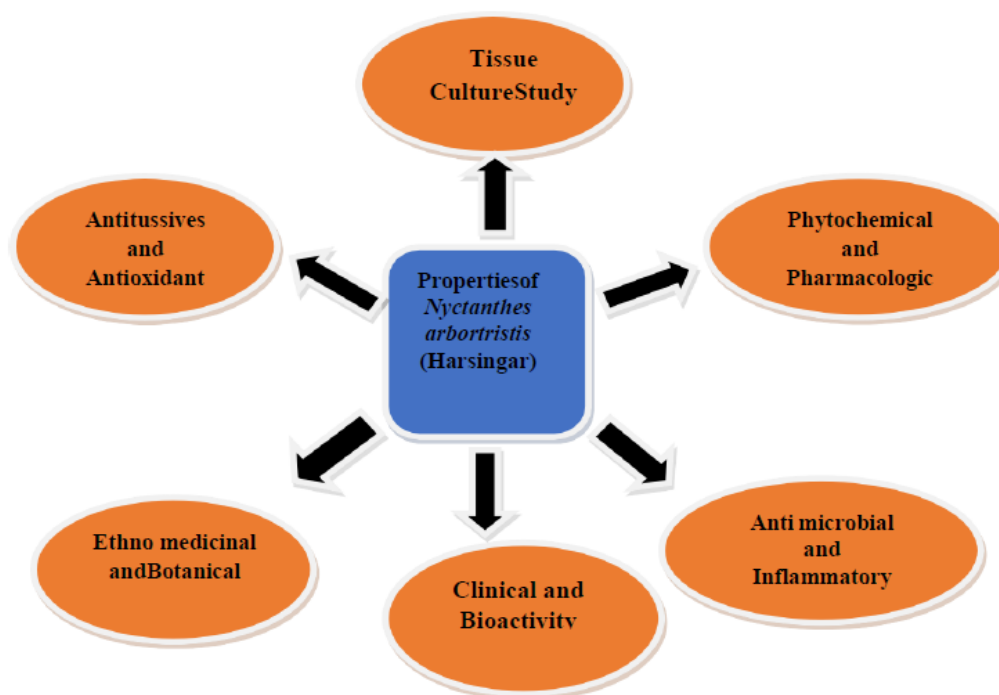 Tissue
CultureStudy
Antitussives
and
Antioxidant
Propertiesof
Nyctanthes
arbortristis
(Harsingar)
Phytochemical
and
Pharmacologic
Ethno medicinal
andBotanical
Clinical and
Bioactivity
Anti microbial
and
Inflammatory